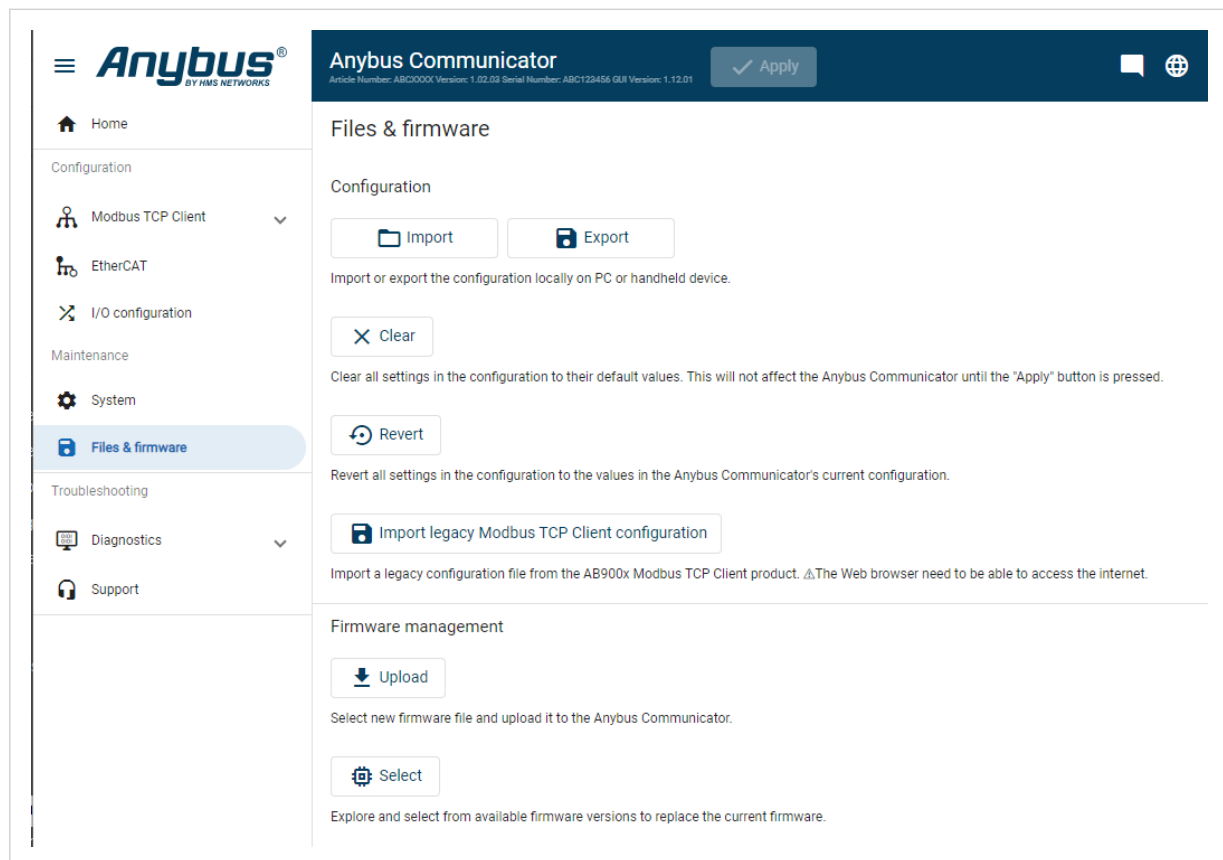 Anybus®
BY HMS NETWORKS
Anybus Communicator
Article Number: ABCXXXX Version: 1.02.03 Serial Number: ABC123456 GUI Version: 1.12.01
Apply
Home
Configuration
Modbus TCP Client
EtherCAT
I/O configuration
Maintenance
System
Files & firmware
Troubleshooting
Diagnostics
Support
Files & firmware
Configuration
Import
Export
Import or export the configuration locally on PC or handheld device.
Clear
Clear all settings in the configuration to their default values. This will not affect the Anybus Communicator until the "Apply" button is pressed.
Revert
Revert all settings in the configuration to the values in the Anybus Communicator's current configuration.
Import legacy Modbus TCP Client configuration
Import a legacy configuration file from the AB900x Modbus TCP Client product. ⚠The Web browser need to be able to access the internet.
Firmware management
Upload
Select new firmware file and upload it to the Anybus Communicator.
Select
Explore and select from available firmware versions to replace the current firmware.